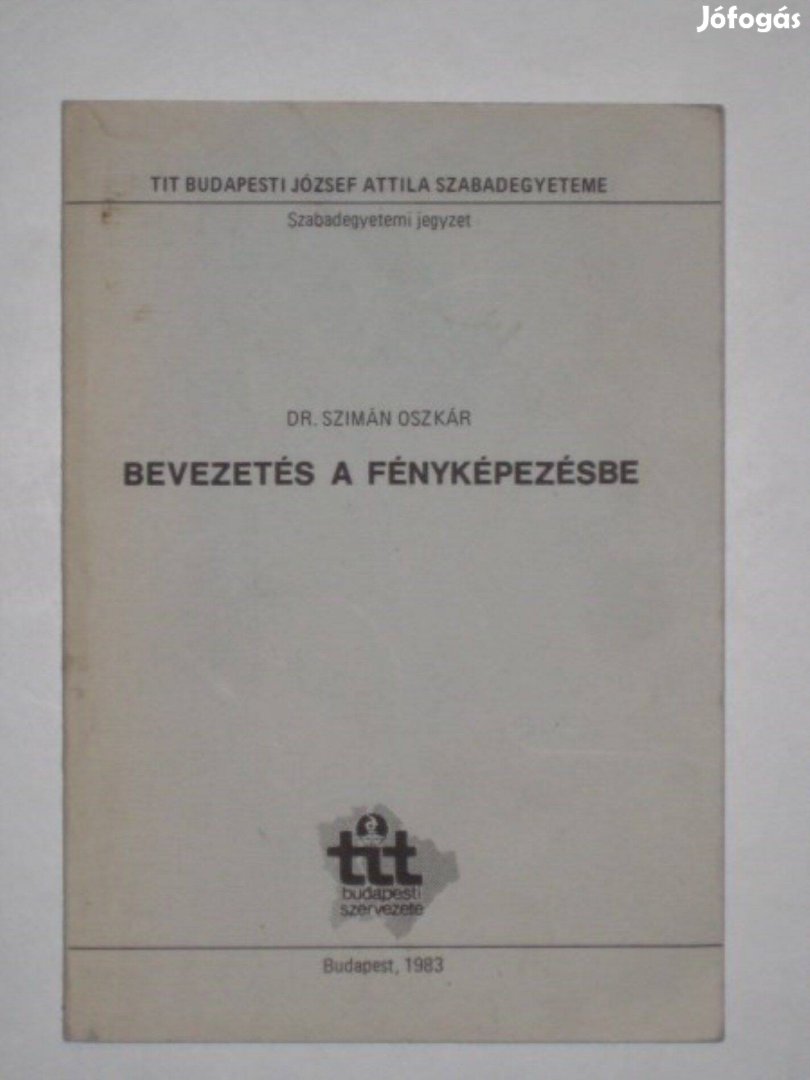 Jófogás
TIT BUDAPESTI JÓZSEF ATTILA SZABADEGYETEME
Szabadegyetemi jegyzet
DR. SZIMÁN OSZKÁR
BEVEZETÉS A FÉNYKÉPEZÉSBE
tit
budapesti
szervezete
Budapest, 1983